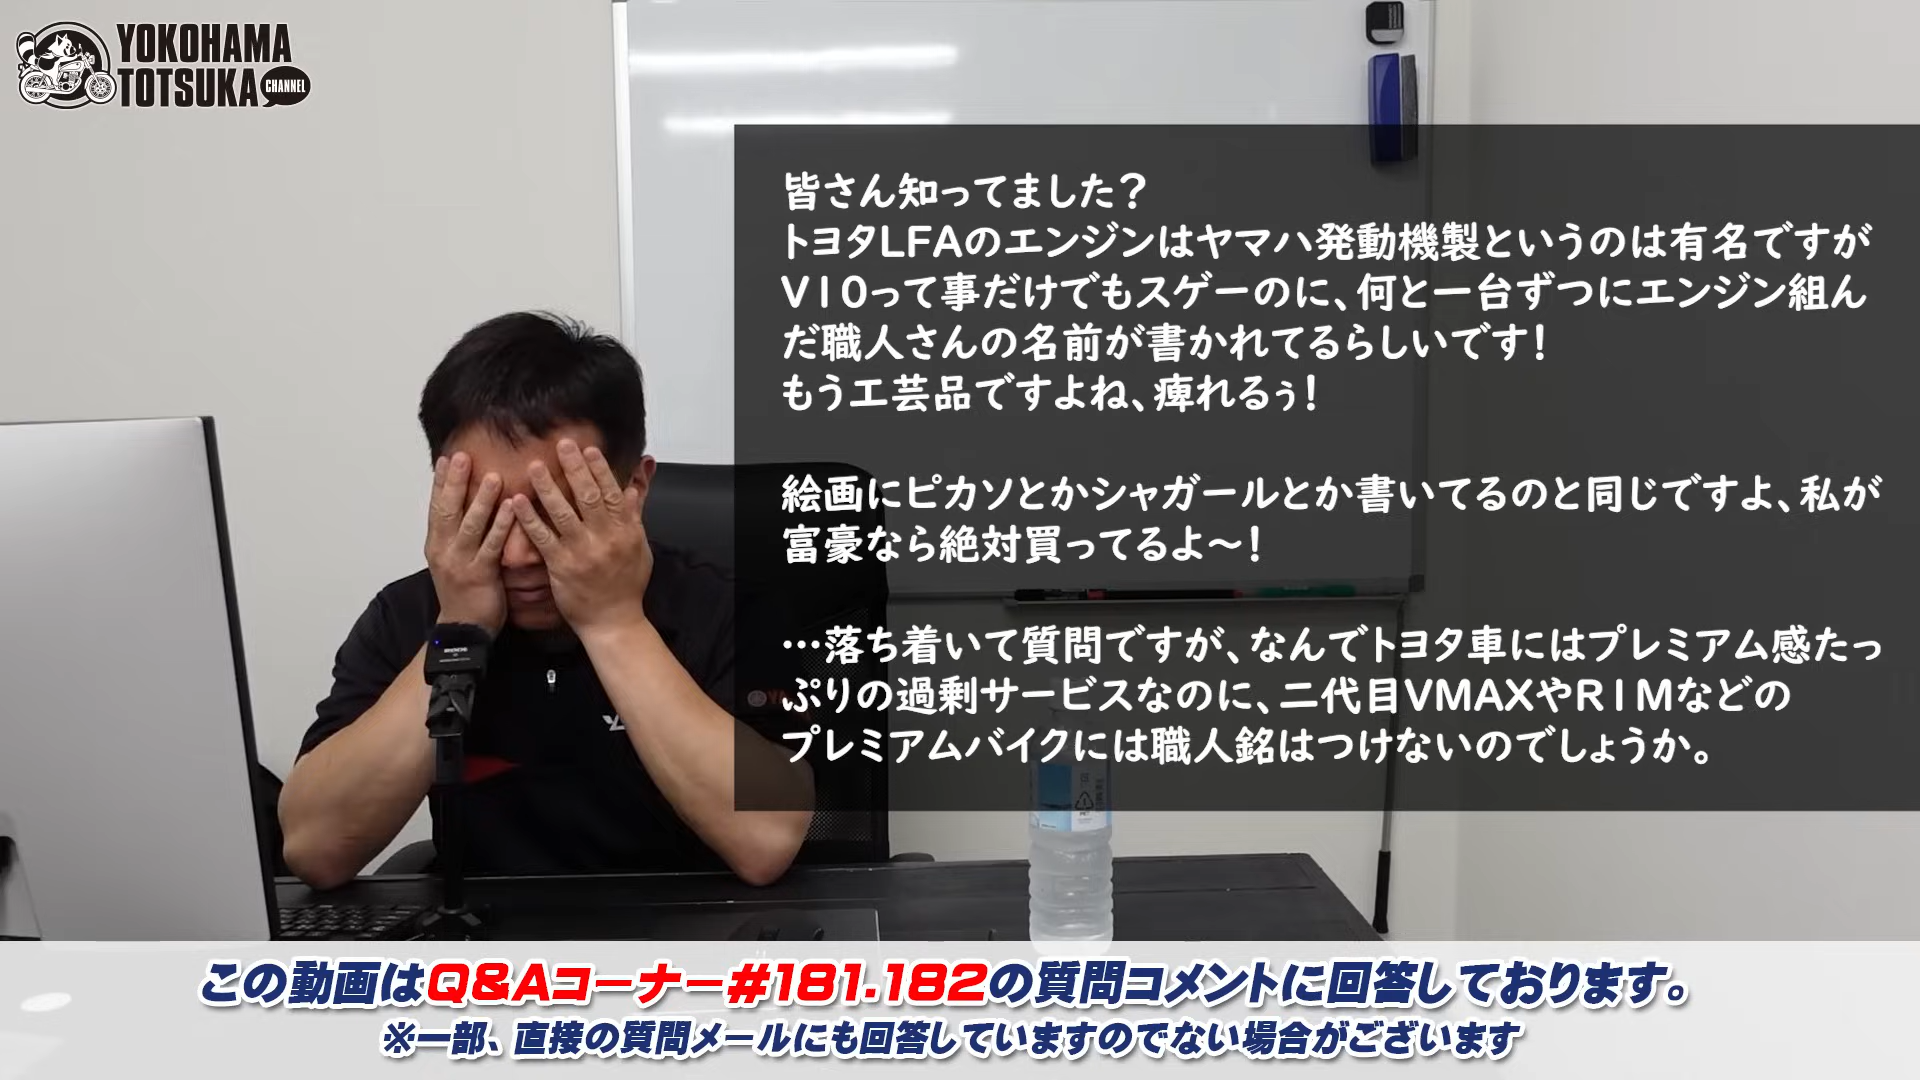 YOKOHAMA
TOTSUKA CHANNEL
皆さん知ってました？
トヨタLFAのエンジンはヤマハ発動機製というのは有名ですが
V10って事だけでもスゲーのに、何と一台ずつにエンジン組ん
だ職人さんの名前が書かれてるらしいです！
もう工芸品ですよね、痺れるぅ！
絵画にピカソとかシャガールとか書いてるのと同じですよ、私が
富豪なら絶対買ってるよ～！
…落ち着いて質問ですが、なんでトヨタ車にはプレミアム感たっ
ぷりの過剰サービスなのに、二代目VMAXやR1Mなどの
プレミアムバイクには職人銘はつけないのでしょうか。
この動画はQ&Aコーナー#181.182の質問コメントに回答しております。
※一部、直接の質問メールにも回答していますのでない場合がございます